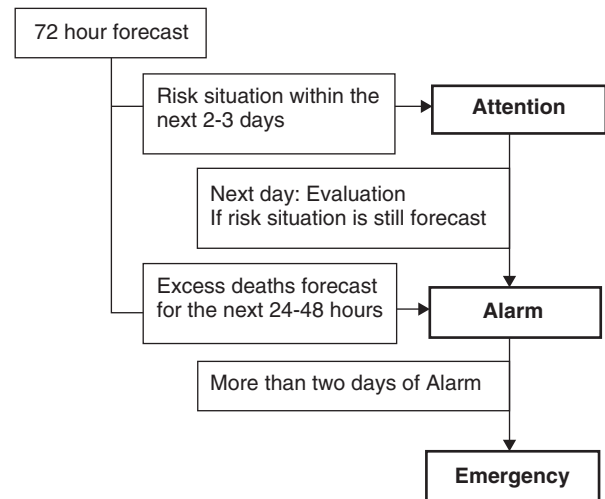 72 hour forecast
Risk situation within the
next 2-3 days
Attention
Next day: Evaluation
If risk situation is still forecast
Excess deaths forecast
for the next 24-48 hours
Alarm
More than two days of Alarm
Emergency